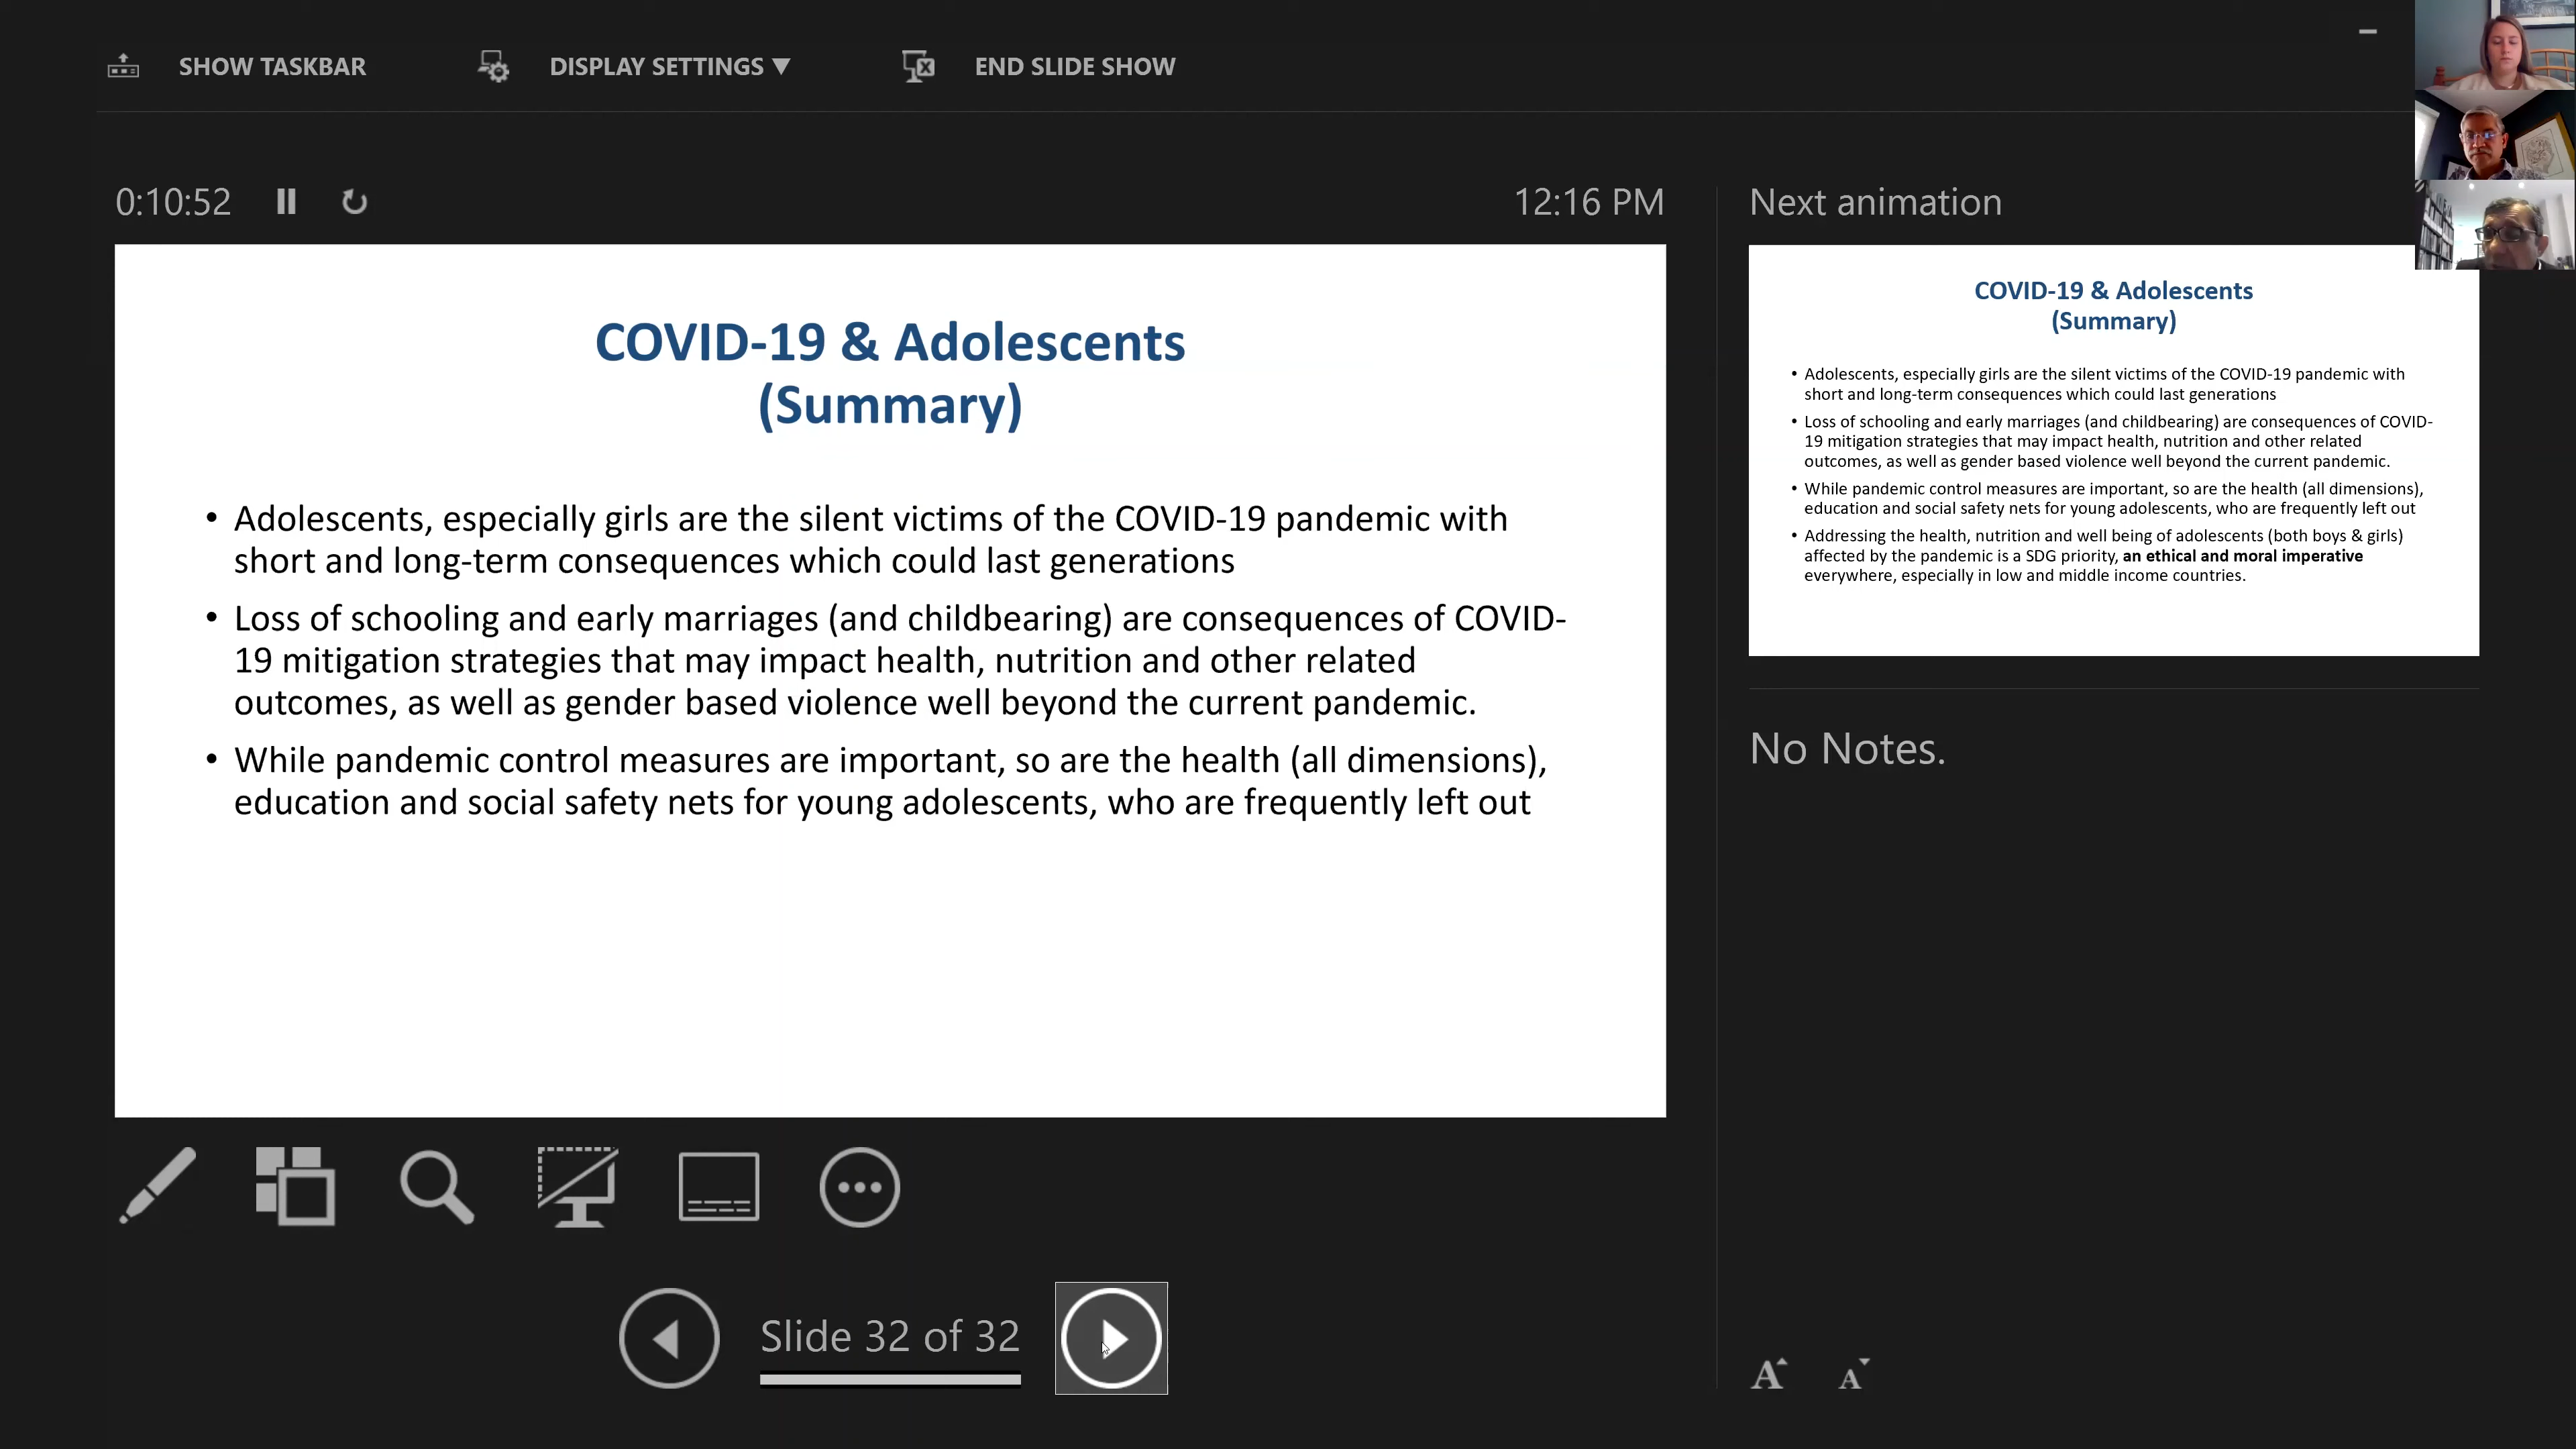 SHOW TASKBAR
DISPLAY SETTINGS ▼
END SLIDE SHOW
0:10:52
12:16 PM
COVID-19 & Adolescents
(Summary)
• Adolescents, especially girls are the silent victims of the COVID-19 pandemic with
short and long-term consequences which could last generations
• Loss of schooling and early marriages (and childbearing) are consequences of COVID-
19 mitigation strategies that may impact health, nutrition and other related
outcomes, as well as gender based violence well beyond the current pandemic.
• While pandemic control measures are important, so are the health (all dimensions),
education and social safety nets for young adolescents, who are frequently left out
Slide 32 of 32
Next animation
COVID-19 & Adolescents
(Summary)
• Adolescents, especially girls are the silent victims of the COVID-19 pandemic with
short and long-term consequences which could last generations
• Loss of schooling and early marriages (and childbearing) are consequences of COVID-
19 mitigation strategies that may impact health, nutrition and other related
outcomes, as well as gender based violence well beyond the current pandemic.
• While pandemic control measures are important, so are the health (all dimensions),
education and social safety nets for young adolescents, who are frequently left out
• Addressing the health, nutrition and well being of adolescents (both boys & girls)
affected by the pandemic is a SDG priority, an ethical and moral imperative
everywhere, especially in low and middle income countries.
No Notes.
A A